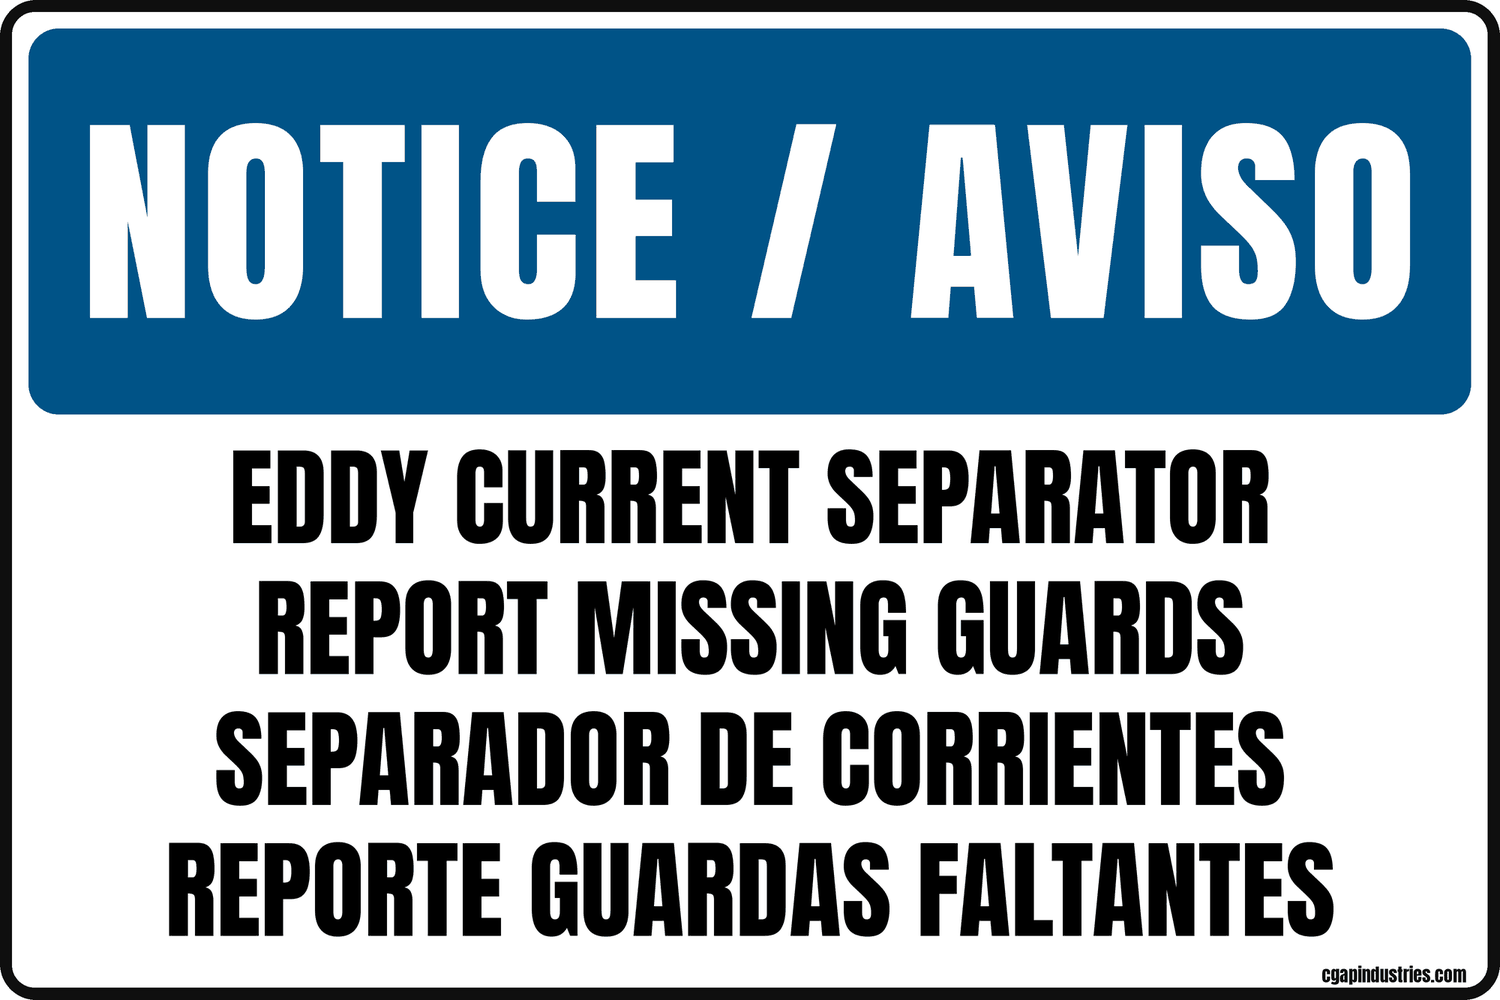 NOTICE / AVISO
EDDY CURRENT SEPARATOR
REPORT MISSING GUARDS
SEPARADOR DE CORRIENTES
REPORTE GUARDAS FALTANTES
cgapindustries.com